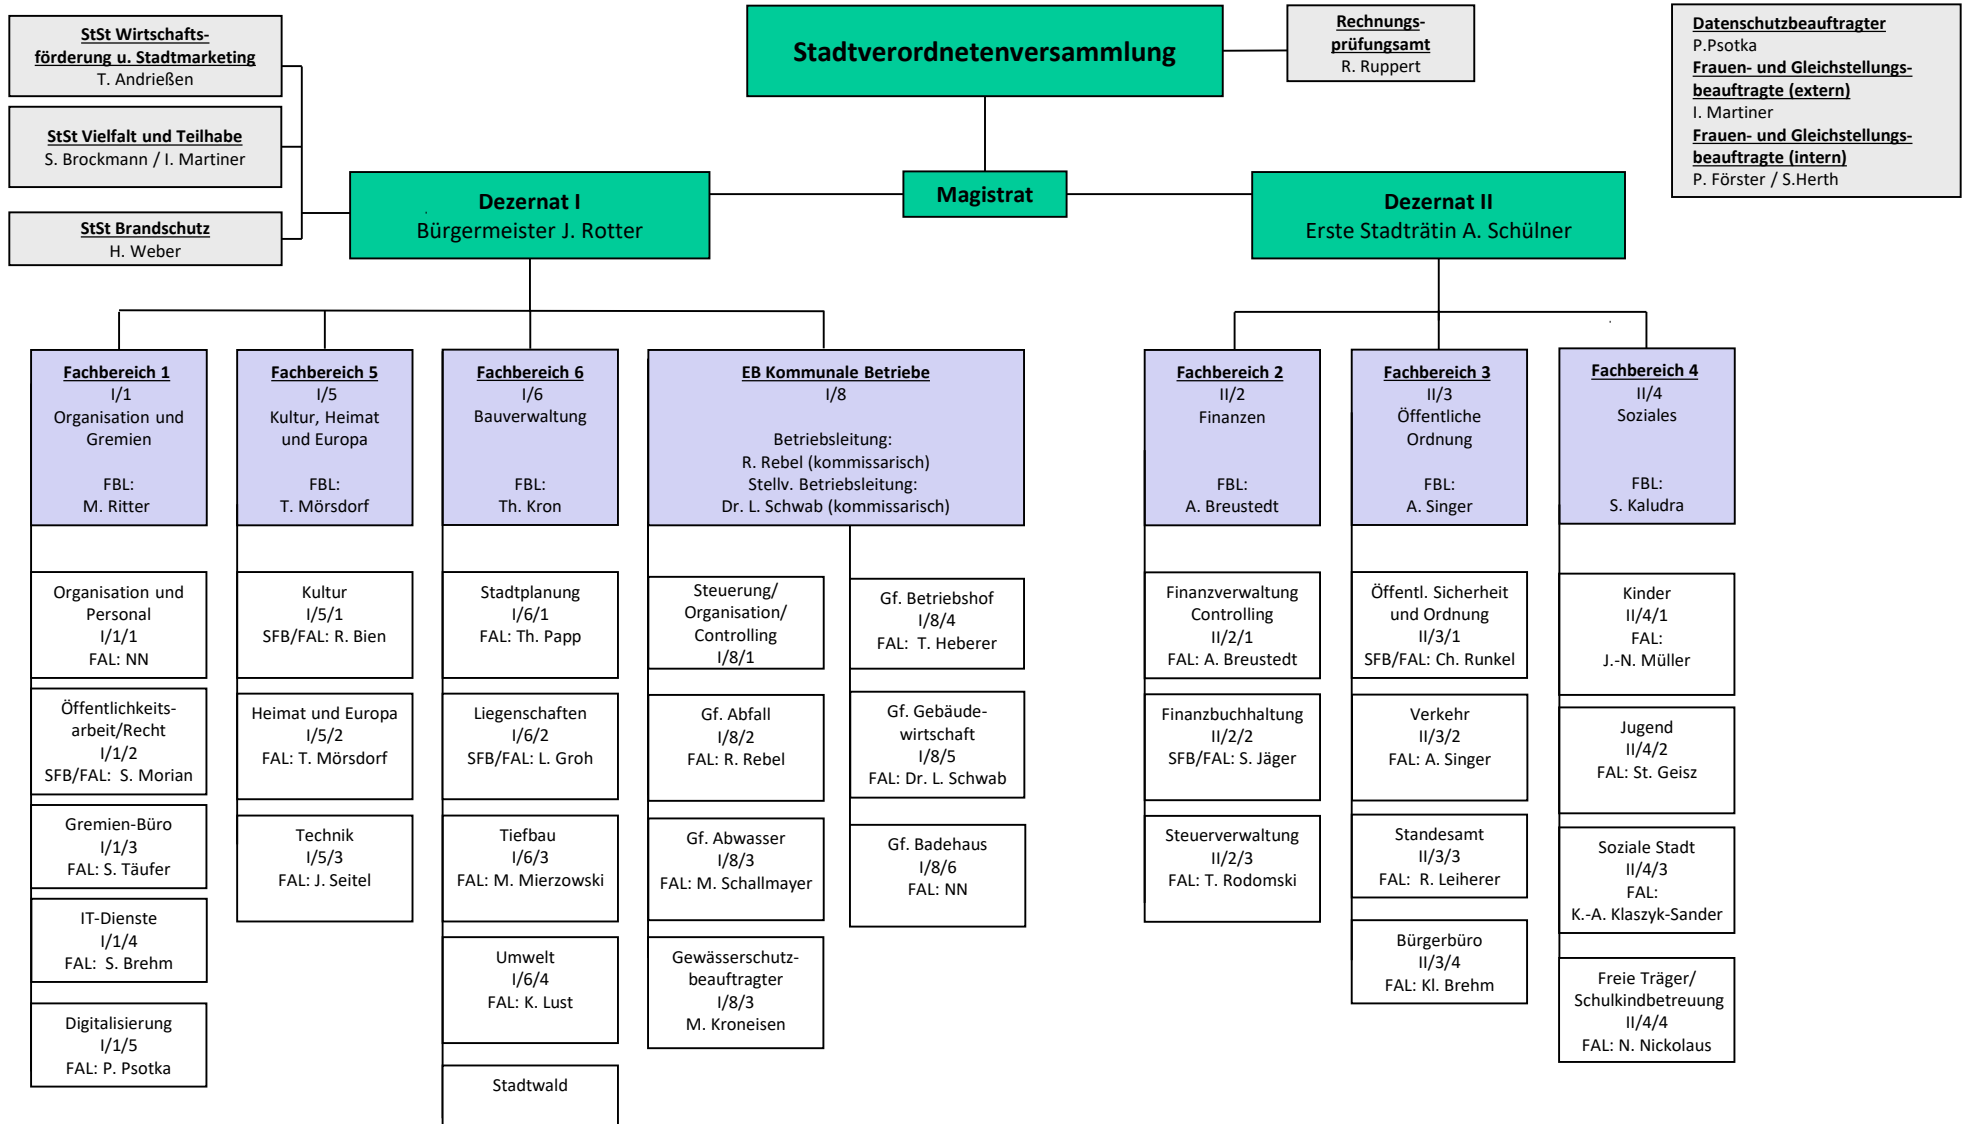 StSt Wirtschafts-
förderung u. Stadtmarketing
T. Andrießen
StSt Vielfalt und Teilhabe
S. Brockmann / I. Martiner
StSt Brandschutz
H. Weber
Stadtverordnetenversammlung
Rechnungs-
prüfungsamt
R. Ruppert
Datenschutzbeauftragter
P.Psotka
Frauen- und Gleichstellungs-
beauftragte (extern)
I. Martiner
Frauen- und Gleichstellungs-
beauftragte (intern)
P. Förster / S.Herth
Magistrat
Dezernat I
Bürgermeister J. Rotter
Dezernat II
Erste Stadträtin A. Schülner
Fachbereich 1
I/1
Organisation und
Gremien
FBL:
M. Ritter
Organisation und
Personal
I/1/1
FAL: NN
Öffentlichkeits-
arbeit/Recht
I/1/2
SFB/FAL: S. Morian
Gremien-Büro
I/1/3
FAL: S. Täufer
IT-Dienste
I/1/4
FAL: S. Brehm
Digitalisierung
I/1/5
FAL: P. Psotka
Fachbereich 5
I/5
Kultur, Heimat
und Europa
FBL:
T. Mörsdorf
Kultur
I/5/1
SFB/FAL: R. Bien
Heimat und Europa
I/5/2
FAL: T. Mörsdorf
Technik
I/5/3
FAL: J. Seitel
Fachbereich 6
I/6
Bauverwaltung
FBL:
Th. Kron
Stadtplanung
I/6/1
FAL: Th. Papp
Liegenschaften
I/6/2
SFB/FAL: L. Groh
Tiefbau
I/6/3
FAL: M. Mierzowski
Umwelt
I/6/4
FAL: K. Lust
Stadtwald
EB Kommunale Betriebe
I/8
Betriebsleitung:
R. Rebel (kommissarisch)
Stellv. Betriebsleitung:
Dr. L. Schwab (kommissarisch)
Steuerung/
Organisation/
Controlling
I/8/1
Gf. Abfall
I/8/2
FAL: R. Rebel
Gf. Abwasser
I/8/3
FAL: M. Schallmayer
Gewässerschutz-
beauftragter
I/8/3
M. Kroneisen
Gf. Betriebshof
I/8/4
FAL: T. Heberer
Gf. Gebäude-
wirtschaft
I/8/5
FAL: Dr. L. Schwab
Gf. Badehaus
I/8/6
FAL: NN
Fachbereich 2
II/2
Finanzen
FBL:
A. Breustedt
Finanzverwaltung
Controlling
II/2/1
FAL: A. Breustedt
Finanzbuchhaltung
II/2/2
SFB/FAL: S. Jäger
Steuerverwaltung
II/2/3
FAL: T. Rodomski
Fachbereich 3
II/3
Öffentliche
Ordnung
FBL:
A. Singer
Öffentl. Sicherheit
und Ordnung
II/3/1
SFB/FAL: Ch. Runkel
Verkehr
II/3/2
FAL: A. Singer
Standesamt
II/3/3
FAL: R. Leiherer
Bürgerbüro
II/3/4
FAL: Kl. Brehm
Fachbereich 4
II/4
Soziales
FBL:
S. Kaludra
Kinder
II/4/1
FAL:
J.-N. Müller
Jugend
II/4/2
FAL: St. Geisz
Soziale Stadt
II/4/3
FAL:
K.-A. Klaszyk-Sander
Freie Träger/
Schulkindbetreuung
II/4/4
FAL: N. Nickolaus